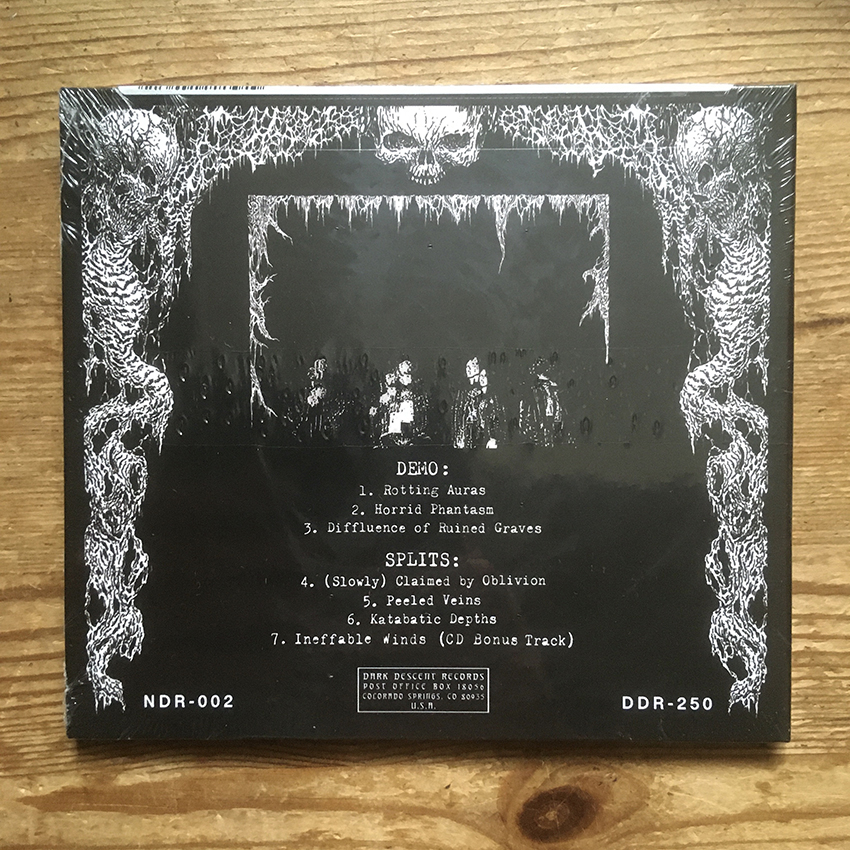 DEMO:
1. Rotting Auras
2. Horrid Phantasm
3. Diffluence of Ruined Graves
SPLITS:
4. (Slowly) Claimed by Oblivion
5. Peeled Veins
6. Katabatic Depths
7. Ineffable Winds (CD Bonus Track)
DARK DESCENT RECORDS
POST OFFICE BOX 18056
COLORADO SPRINGS, CO 80935
U.S.A.
NDR-002
DDR-250